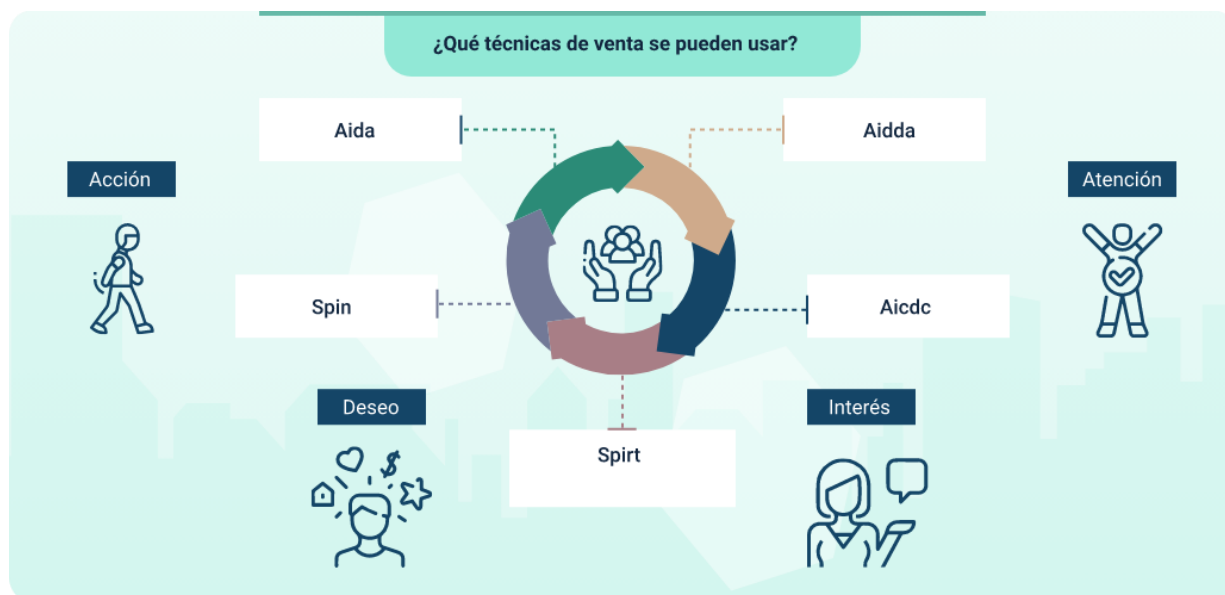 ¿Qué técnicas de venta se pueden usar?
Aida
Aidda
Acción
Atención
Spin
Aicdc
Deseo
Interés
Spirt